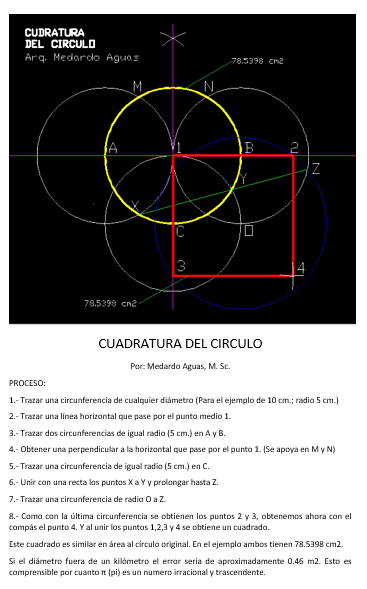 CUDRATURA
DEL CIRCULO
Arq. Medardo Aguas
78.5398 cm2
M
N
A
1
B
2
Z
Y
X
C
O
3
4
78.5398 cm2
CUADRATURA DEL CIRCULO
Por: Medardo Aguas, M. Sc.
PROCESO:
1.- Trazar una circunferencia de cualquier diámetro (Para el ejemplo de 10 cm.; radio 5 cm.)
2.- Trazar una línea horizontal que pase por el punto medio 1.
3.- Trazar dos circunferencias de igual radio (5 cm.) en A y B.
4.- Obtener una perpendicular a la horizontal que pase por el punto 1. (Se apoya en M y N)
5.- Trazar una circunferencia de igual radio (5 cm.) en C.
6.- Unir con una recta los puntos X a Y y prolongar hasta Z.
7.- Trazar una circunferencia de radio O a Z.
8.- Como con la última circunferencia se obtienen los puntos 2 y 3, obtenemos ahora con el
compás el punto 4. Y al unir los puntos 1,2,3 y 4 se obtiene un cuadrado.
Este cuadrado es similar en área al círculo original. En el ejemplo ambos tienen 78.5398 cm2.
Si el diámetro fuera de un kilómetro el error sería de aproximadamente 0.46 m2. Esto es
comprensible por cuanto π (pi) es un numero irracional y trascendente.